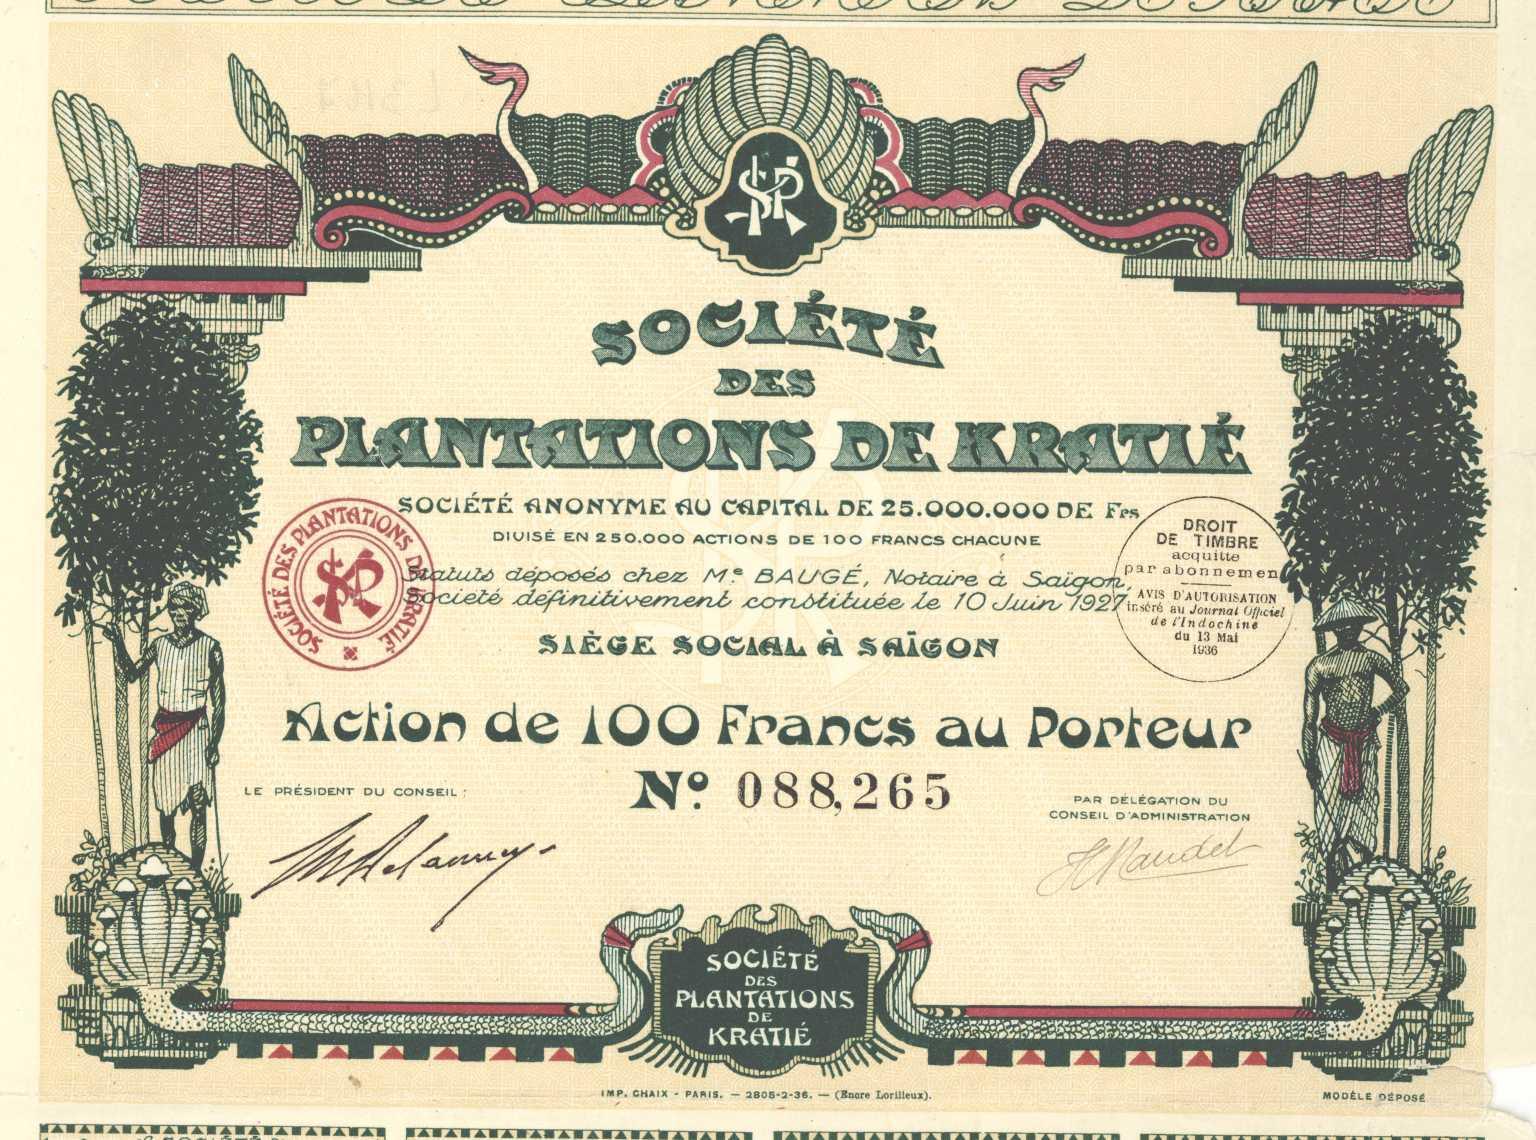 SOCIÉTÉ
DES
PLANTATIONS DE KRATIÉ
SOCIÉTÉ ANONYME AU CAPITAL DE 25.000.000 DE Frs
DIVISÉ EN 250.000 ACTIONS DE 100 FRANCS CHACUNE
Statuts déposés chez Me BAUGÉ, Notaire à Saïgon,
Société définitivement constituée le 10 Juin 1927
SIÈGE SOCIAL À SAÏGON
SOCIÉTÉ DES PLANTATIONS DE KRATIÉ
DROIT
DE TIMBRE
acquitte
par abonnemen
AVIS D'AUTORISATION
inséré au Journal Officiel
de l'Indochine
du 13 Mai
1936
Action de 100 Francs au Porteur
No. 088,265
LE PRÉSIDENT DU CONSEIL:
PAR DÉLÉGATION DU
CONSEIL D'ADMINISTRATION
SOCIÉTÉ
DES
PLANTATIONS
DE
KRATIÉ
IMP. CHAIX - PARIS. — 2805-2-36. — (Encre Lorilleux).
MODÈLE DÉPOSÉ